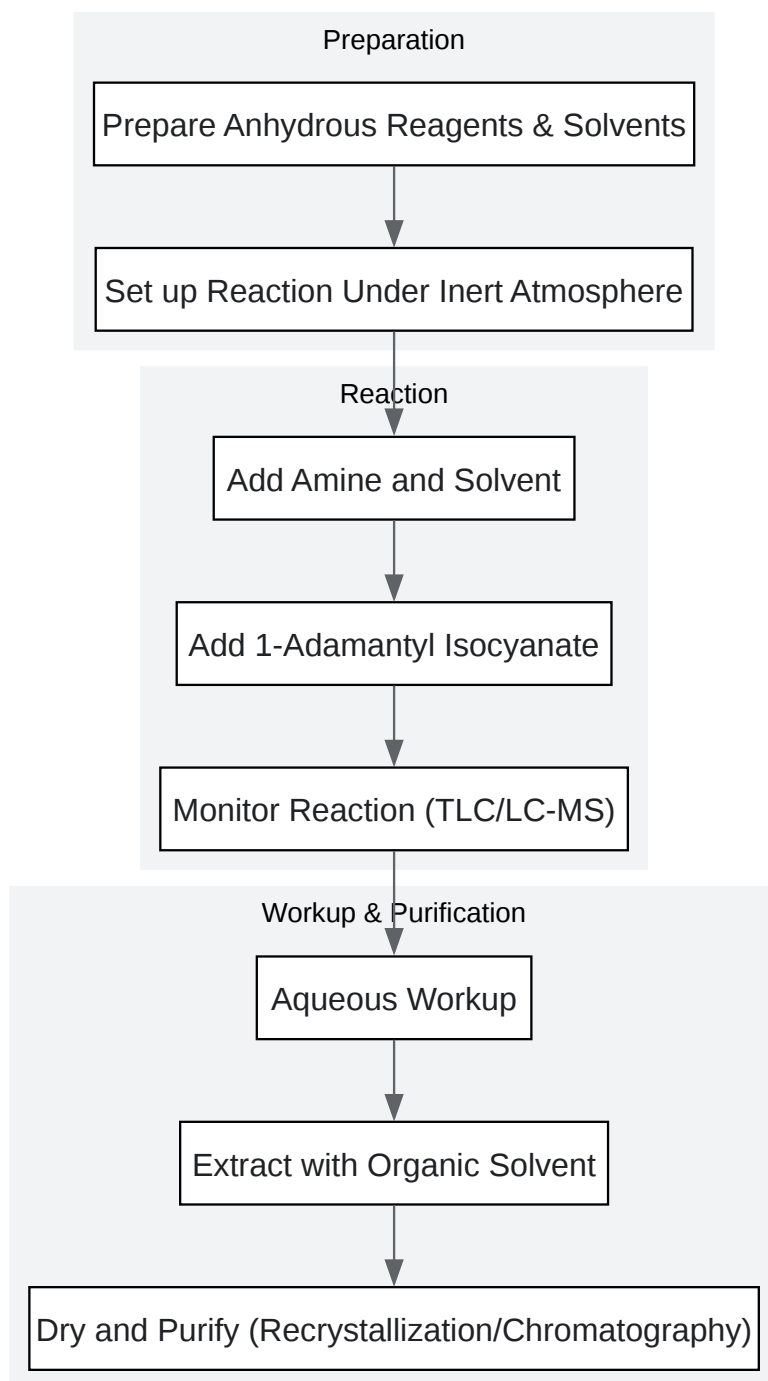 Preparation
Prepare Anhydrous Reagents & Solvents
Set up Reaction Under Inert Atmosphere
Reaction
Add Amine and Solvent
Add 1-Adamantyl Isocyanate
Monitor Reaction (TLC/LC-MS)
Workup & Purification
Aqueous Workup
Extract with Organic Solvent
Dry and Purify (Recrystallization/Chromatography)